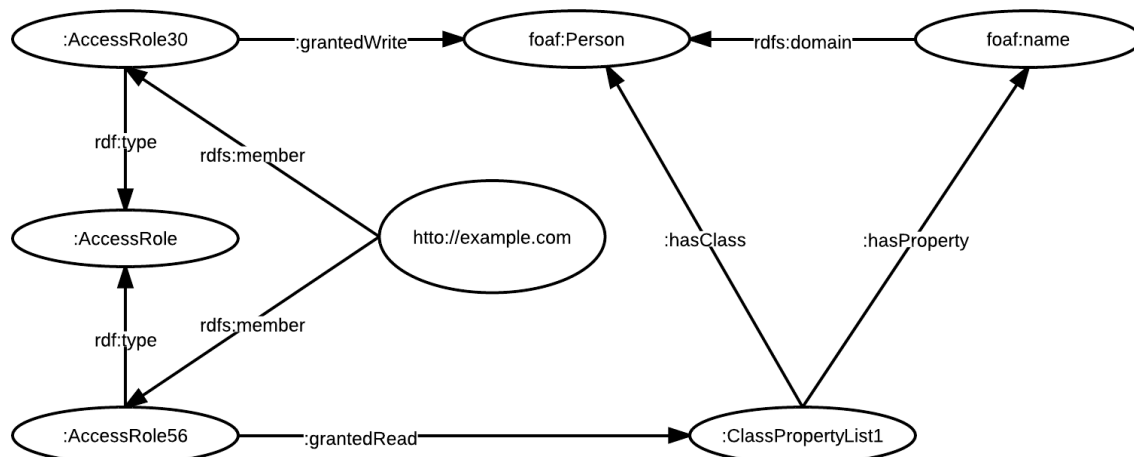 :AccessRole30
:grantedWrite
foaf:Person
rdfs:domain
foaf:name
rdf:type
rdfs:member
:AccessRole
htto://example.com
:hasClass
:hasProperty
rdf:type
rdfs:member
:AccessRole56
:grantedRead
:ClassPropertyList1